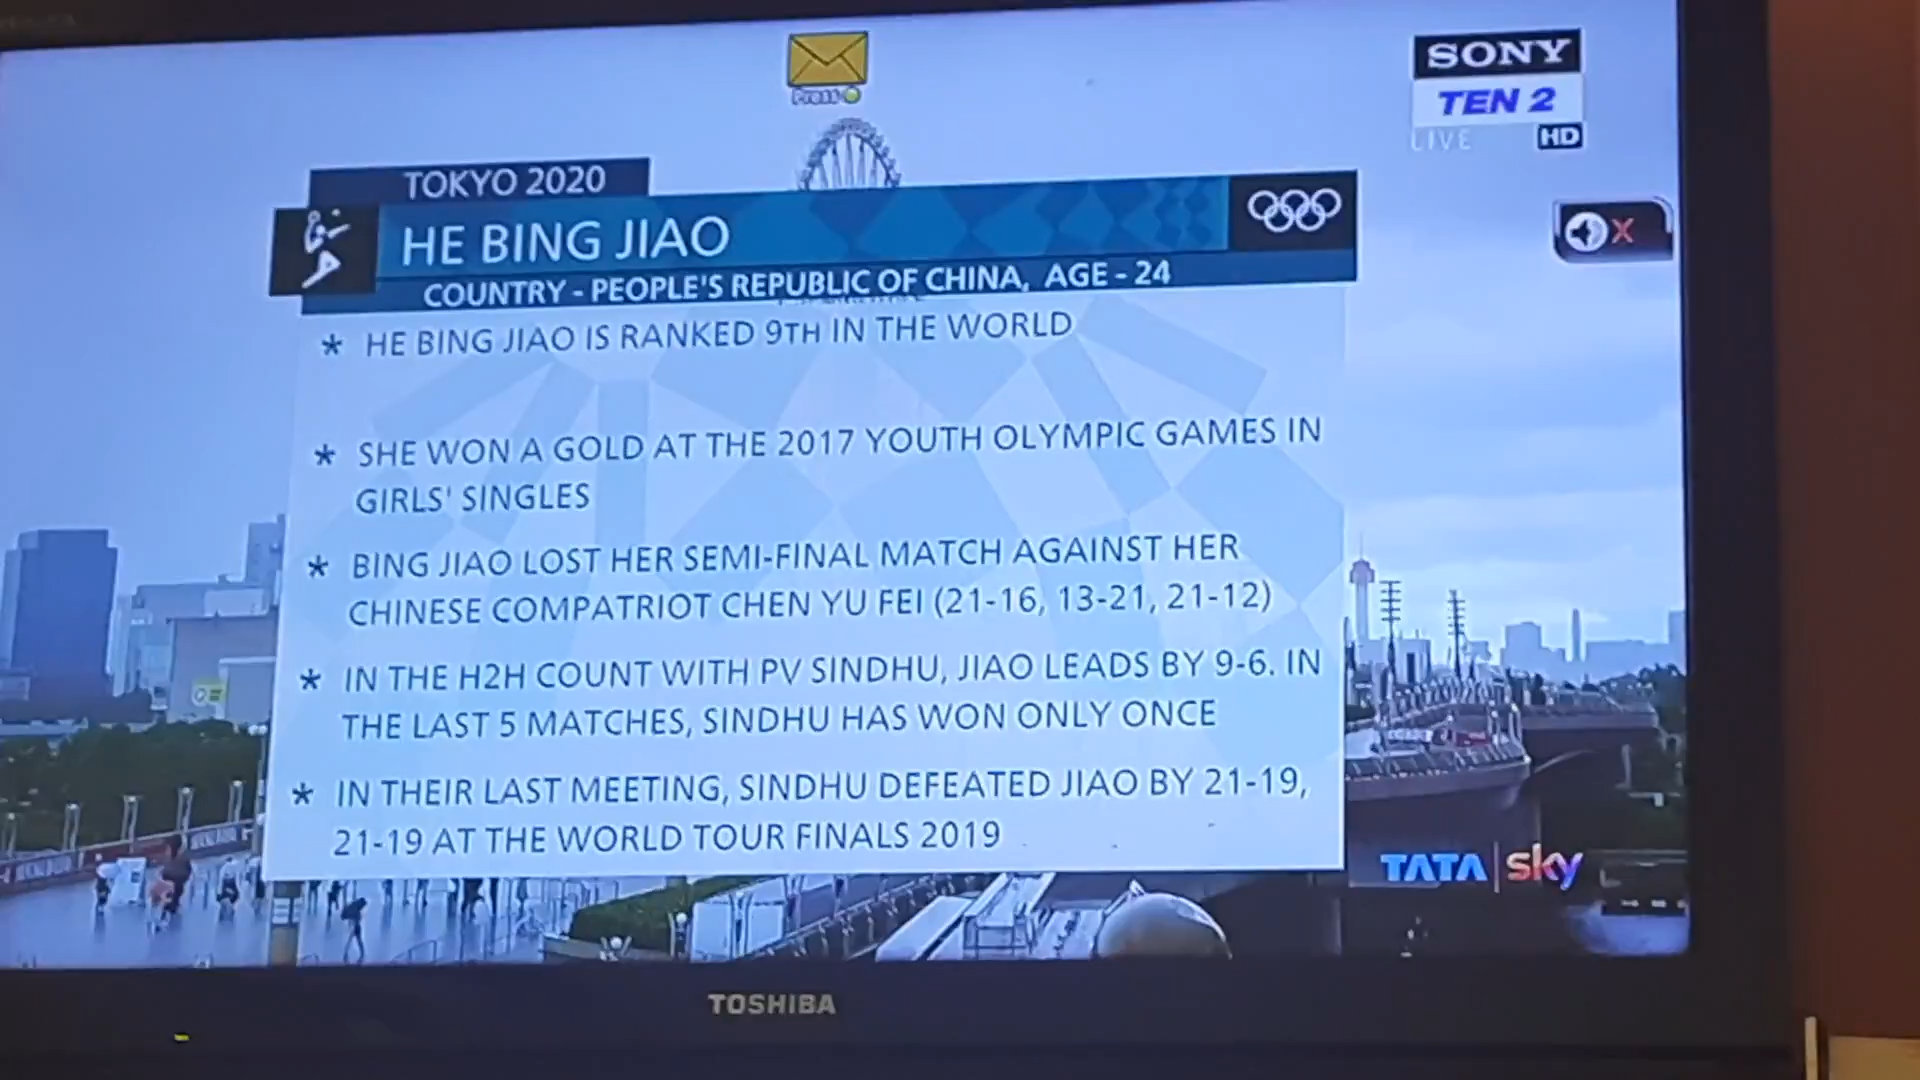 Press
SONY
TEN 2
LIVE HD
TOKYO 2020
HE BING JIAO
COUNTRY - PEOPLE'S REPUBLIC OF CHINA, AGE - 24
* HE BING JIAO IS RANKED 9TH IN THE WORLD
* SHE WON A GOLD AT THE 2017 YOUTH OLYMPIC GAMES IN
GIRLS' SINGLES
* BING JIAO LOST HER SEMI-FINAL MATCH AGAINST HER
CHINESE COMPATRIOT CHEN YU FEI (21-16, 13-21, 21-12)
* IN THE H2H COUNT WITH PV SINDHU, JIAO LEADS BY 9-6. IN
THE LAST 5 MATCHES, SINDHU HAS WON ONLY ONCE
* IN THEIR LAST MEETING, SINDHU DEFEATED JIAO BY 21-19,
21-19 AT THE WORLD TOUR FINALS 2019
TATA sky
TOSHIBA